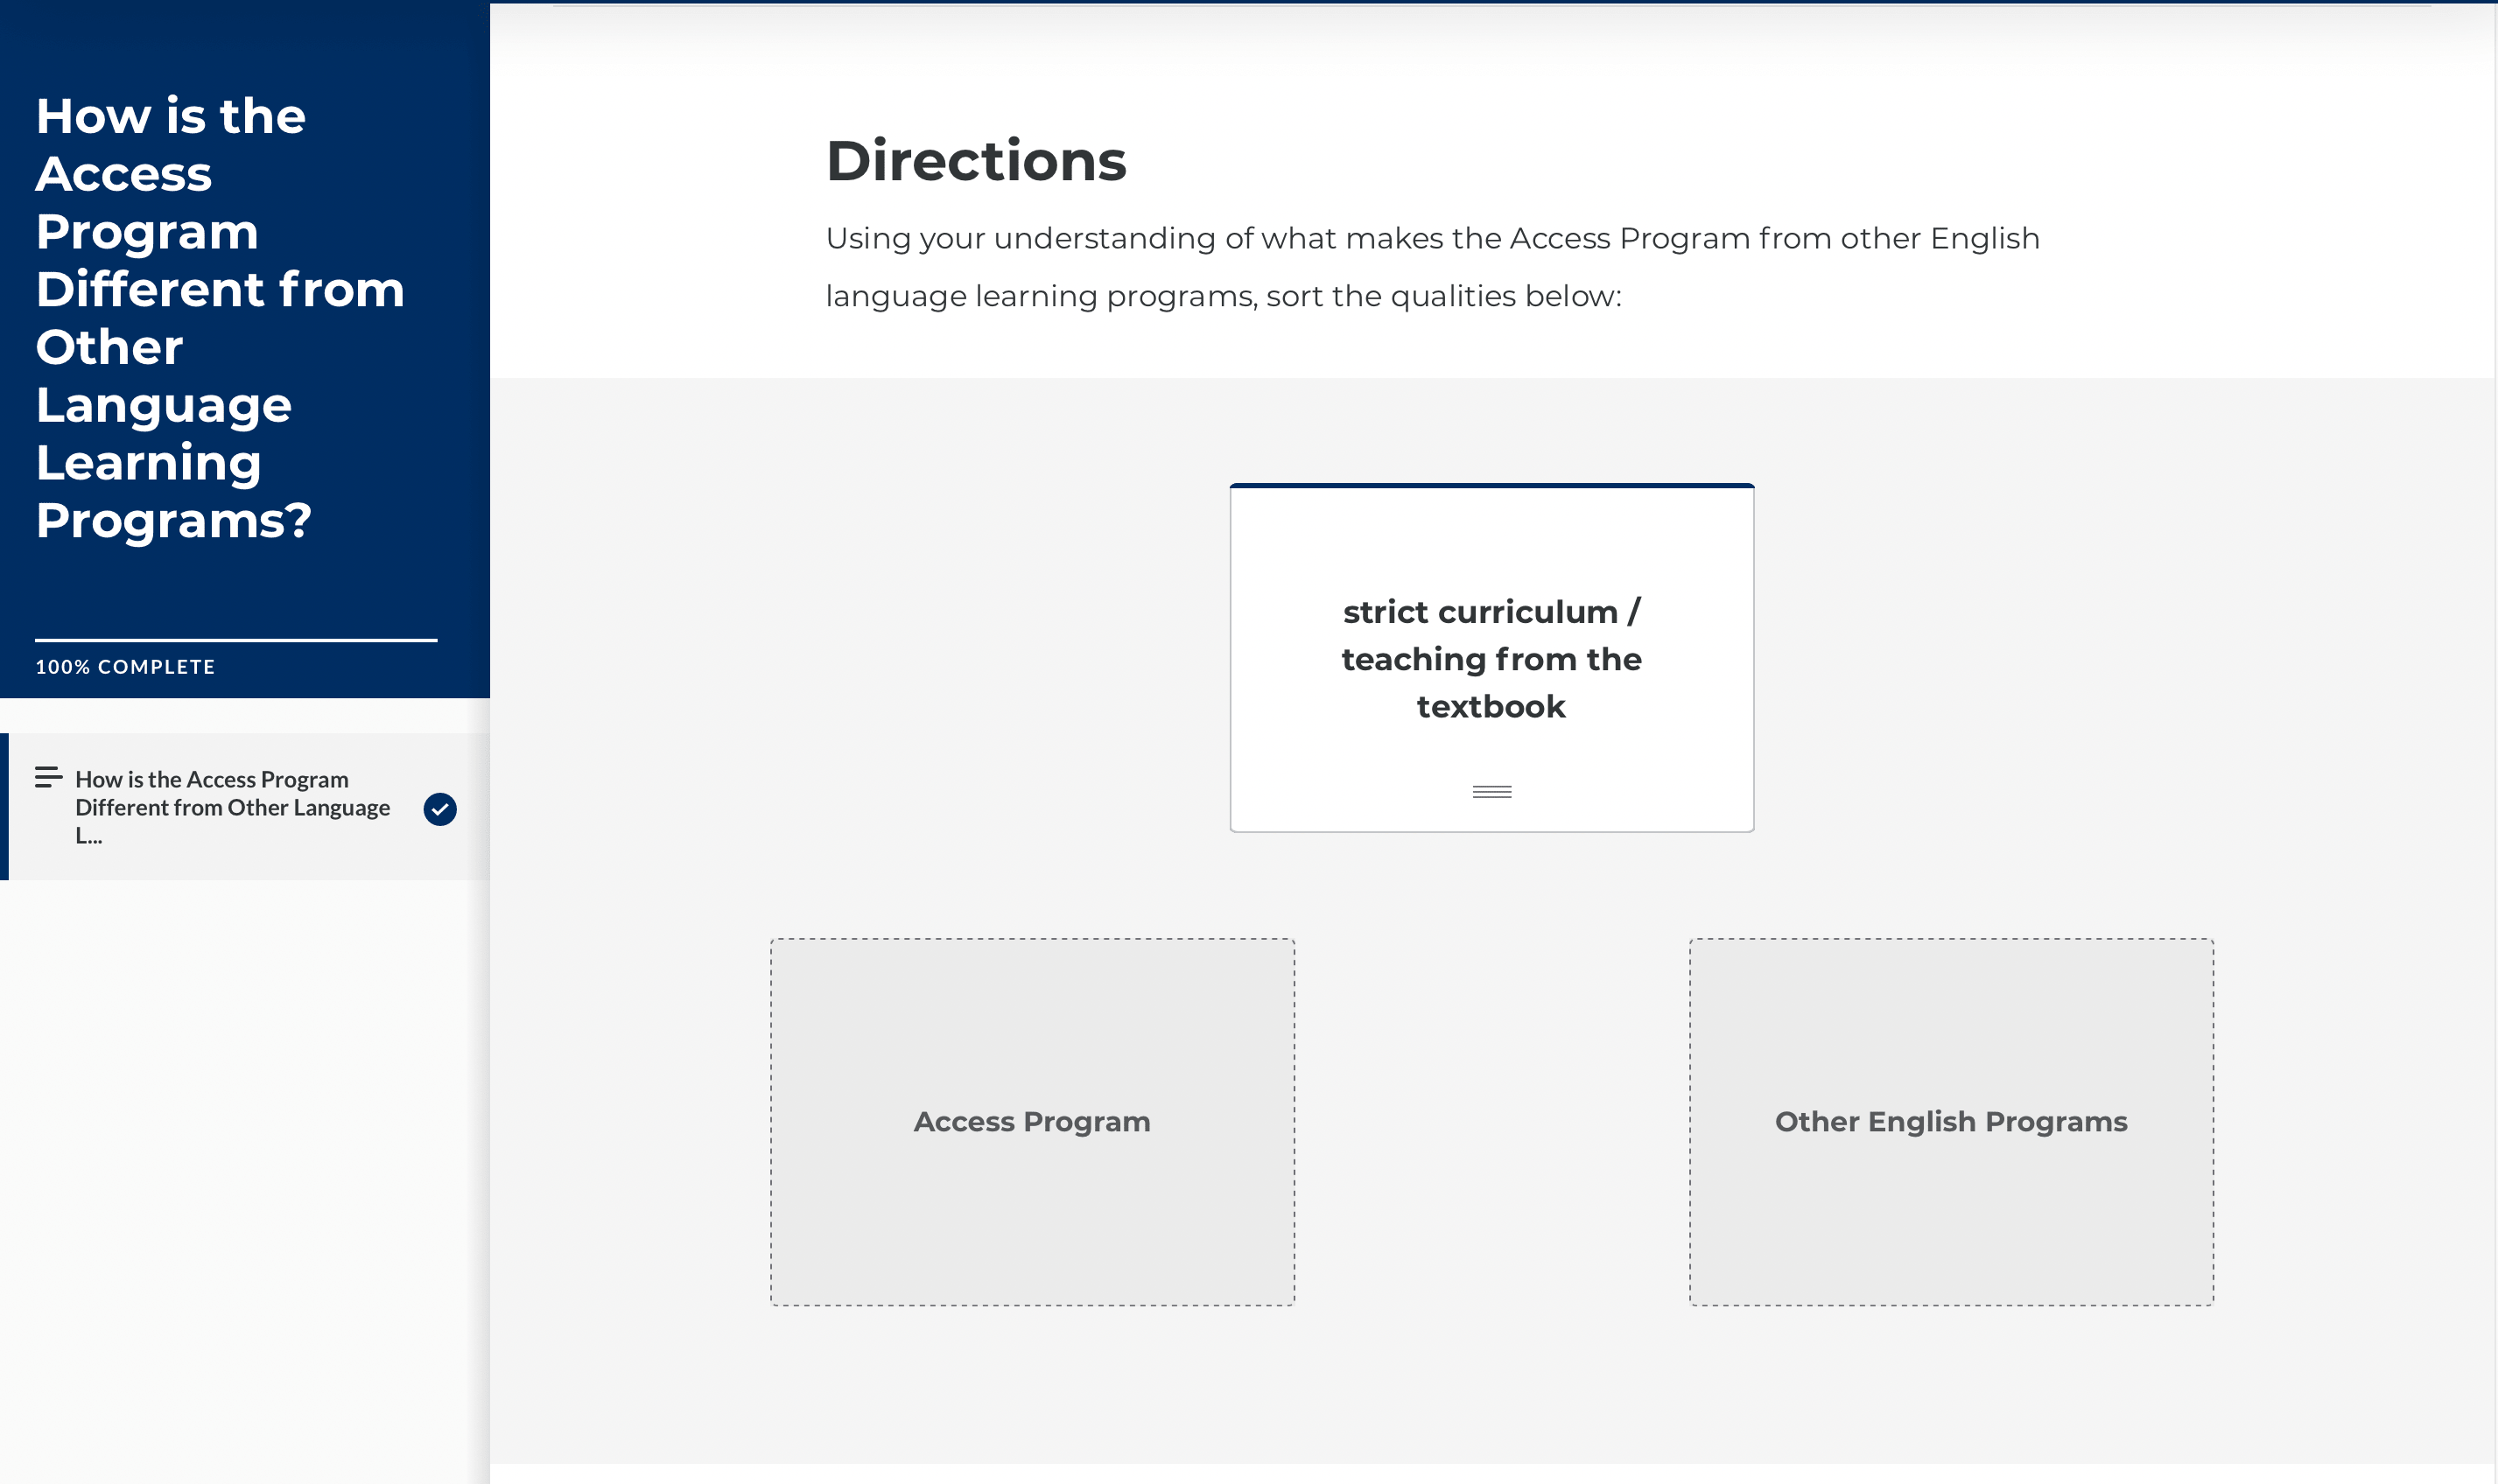 How is the
Access
Program
Different from
Other
Language
Learning
Programs?
100% COMPLETE
How is the Access Program
Different from Other Language
L...
Directions
Using your understanding of what makes the Access Program from other English
language learning programs, sort the qualities below:
strict curriculum /
teaching from the
textbook
Access Program
Other English Programs